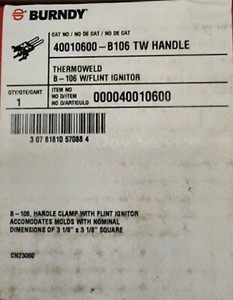 BURNDY
CAT NO / NO DE CAT / NO DE CAT
40010600-B106 TW HANDLE
THERMOWELD
B-106 W/FLINT IGNITOR
QTY/QTE/CANT
1
ITEM NO
NO D/ITEM
NO D/ARTICULO
000040010600
3 07 81810 57088 4
B-106, HANDLE CLAMP WITH FLINT IGNITOR
ACCOMODATES MOLDS WITH NOMINAL
DIMENSIONS OF 3 1/8" x 3 1/8" SQUARE
CN23060